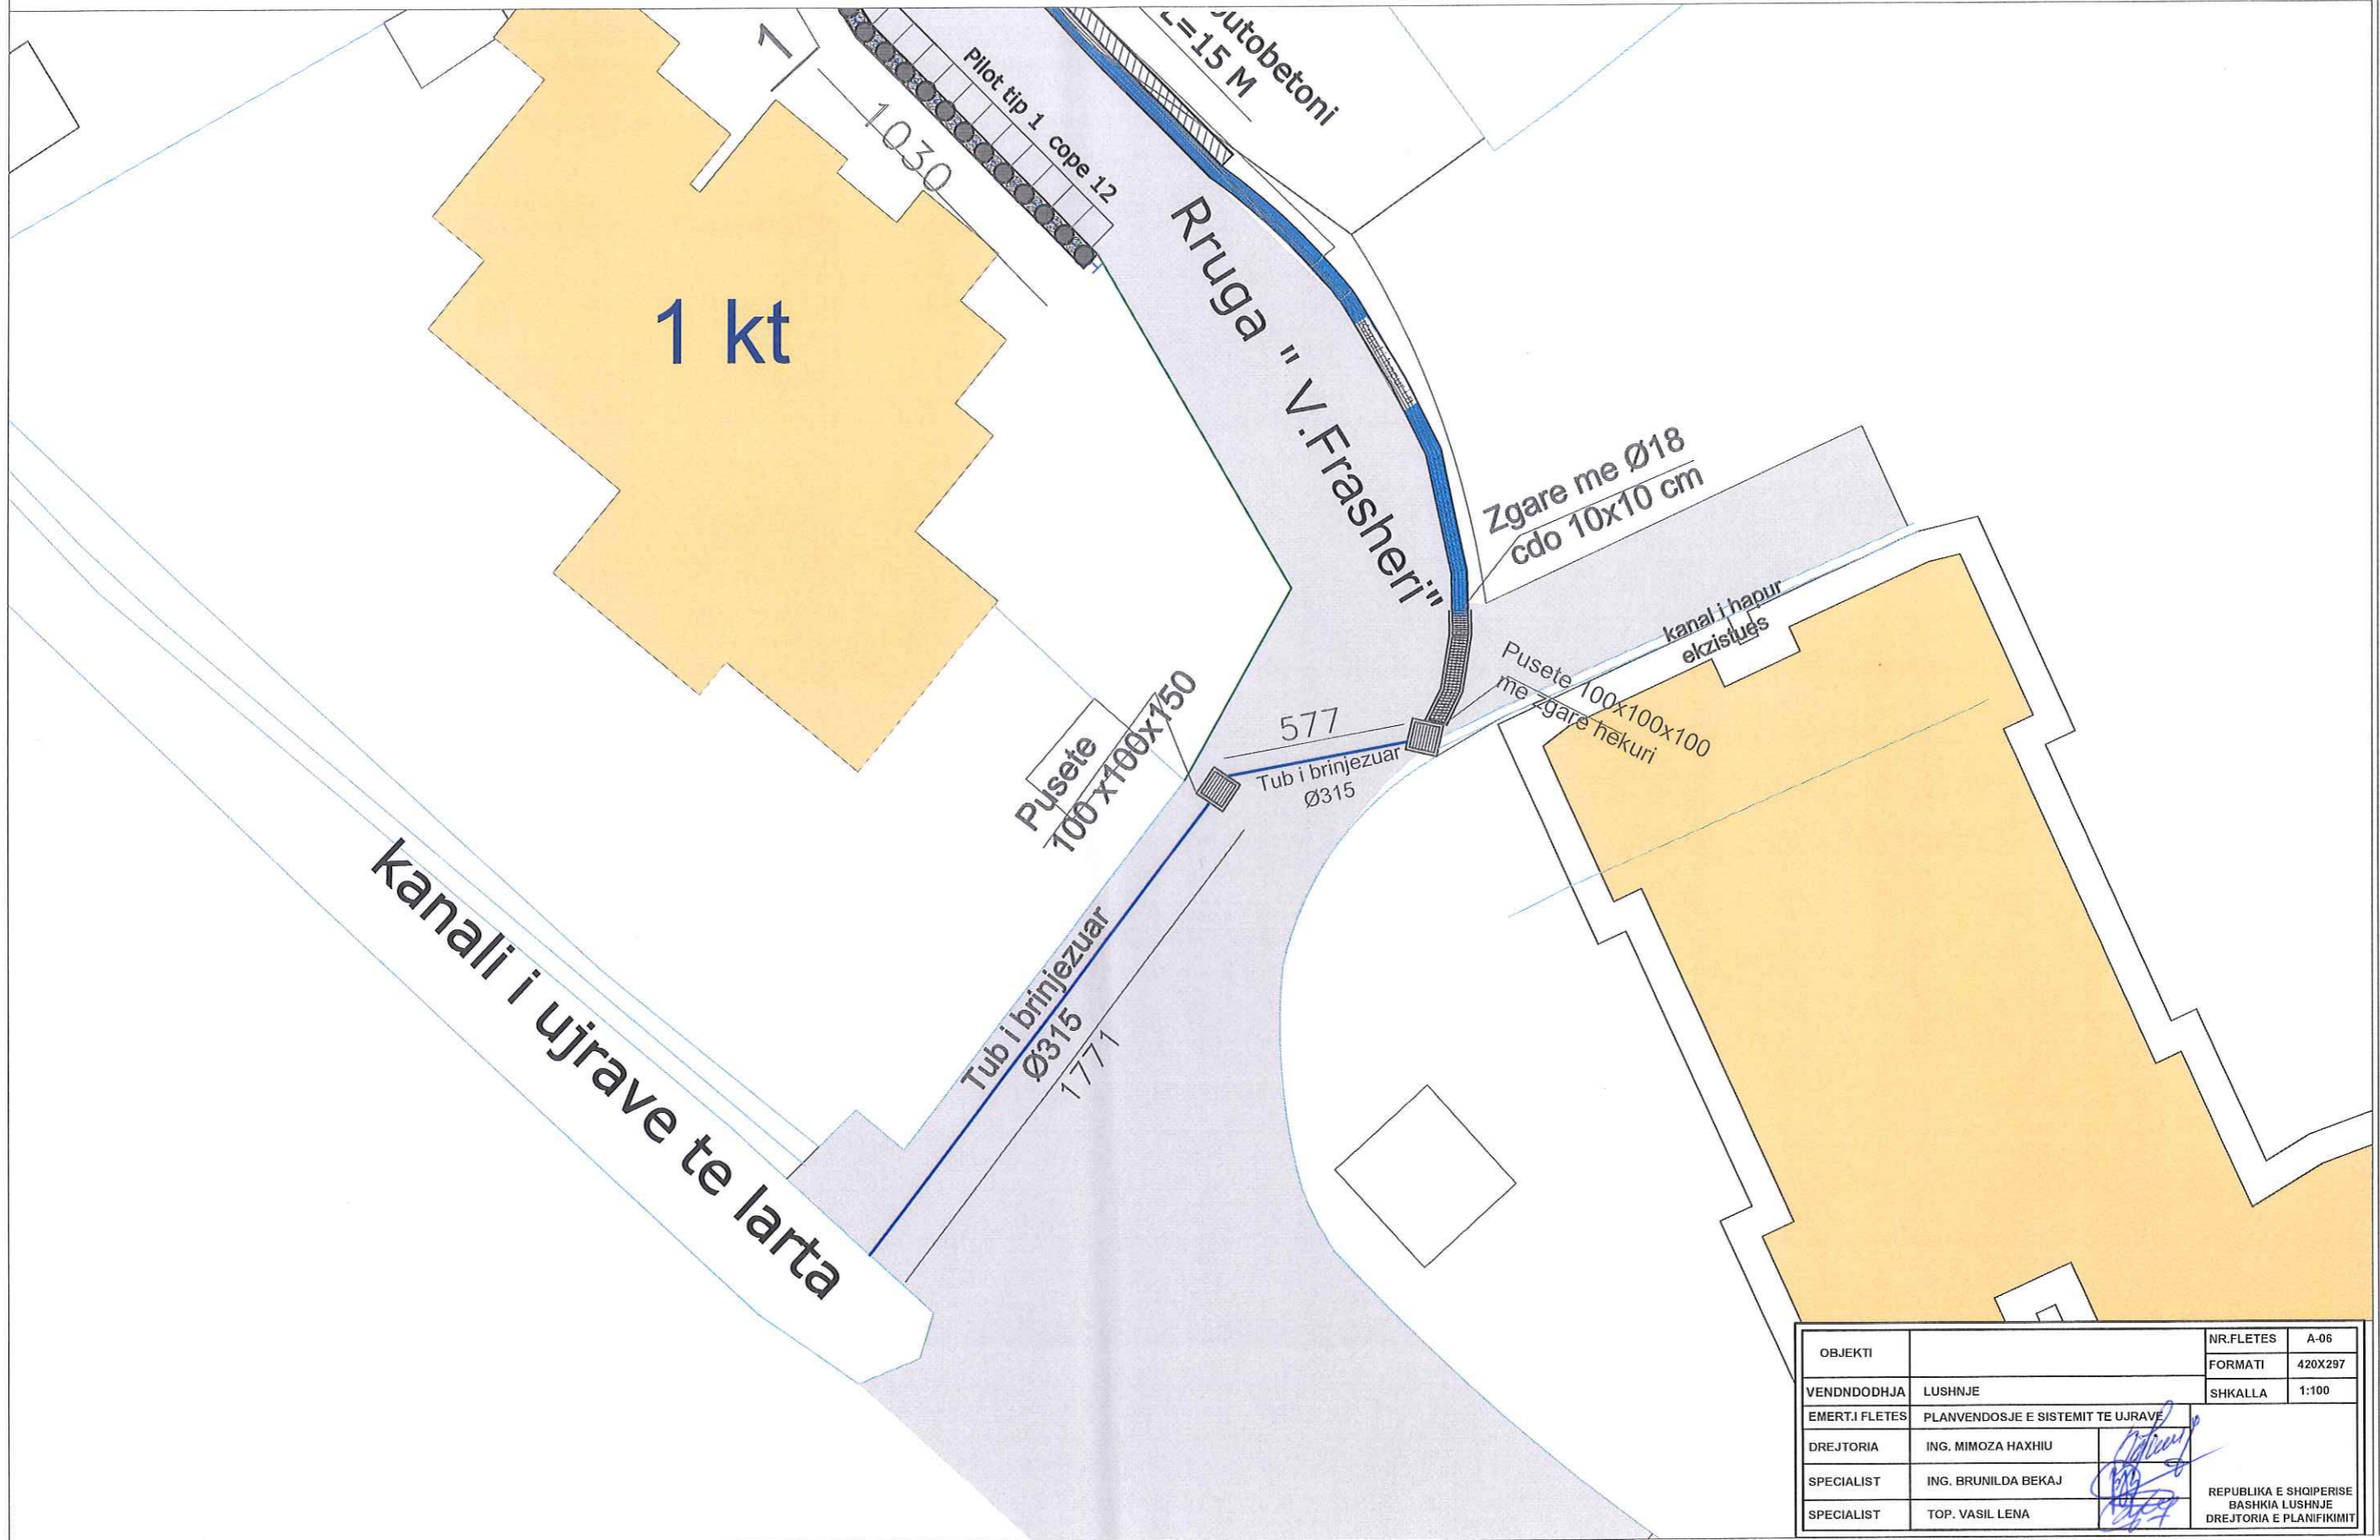 1
1030
Pilot tip 1 cope 12
L=15 M
1 kt
Rruga " V.Frasheri"
Zgare me Ø18
cdo 10x10 cm
kanal i hapur
ekzistues
Pusete 100x100x100
me zgare hekuri
577
Tub i brinjezuar
Ø315
Pusete
100 x100x150
Tub i brinjezuar
Ø315
1771
kanali i ujrave te larta
OBJEKTI
NR.FLETES A-06
FORMATI 420X297
VENDNDODHJA LUSHNJE
SHKALLA 1:100
EMERT.I FLETES PLANVENDOSJE E SISTEMIT TE UJRAVE
DREJTORIA ING. MIMOZA HAXHIU
SPECIALIST ING. BRUNILDA BEKAJ
SPECIALIST TOP. VASIL LENA
REPUBLIKA E SHQIPERISE
BASHKIA LUSHNJE
DREJTORIA E PLANIFIKIMIT